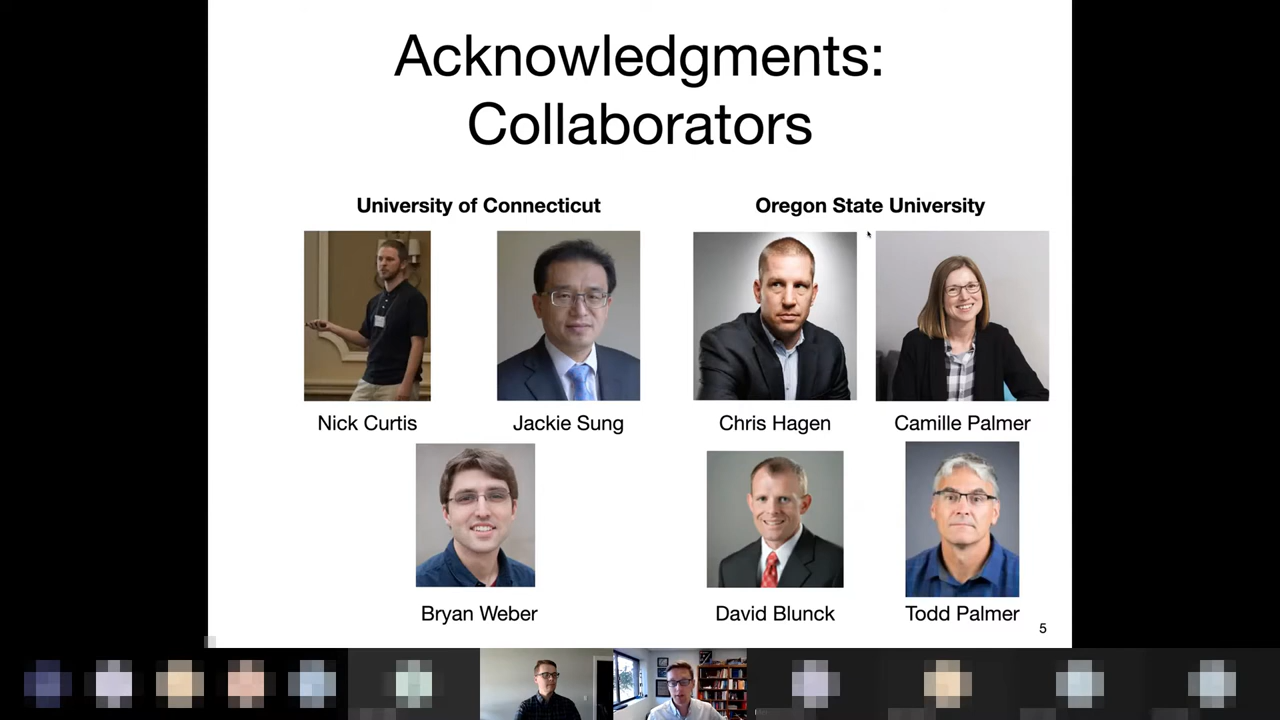 Acknowledgments:
Collaborators
University of Connecticut
Oregon State University
Nick Curtis
Jackie Sung
Chris Hagen
Camille Palmer
Bryan Weber
David Blunck
Todd Palmer
5